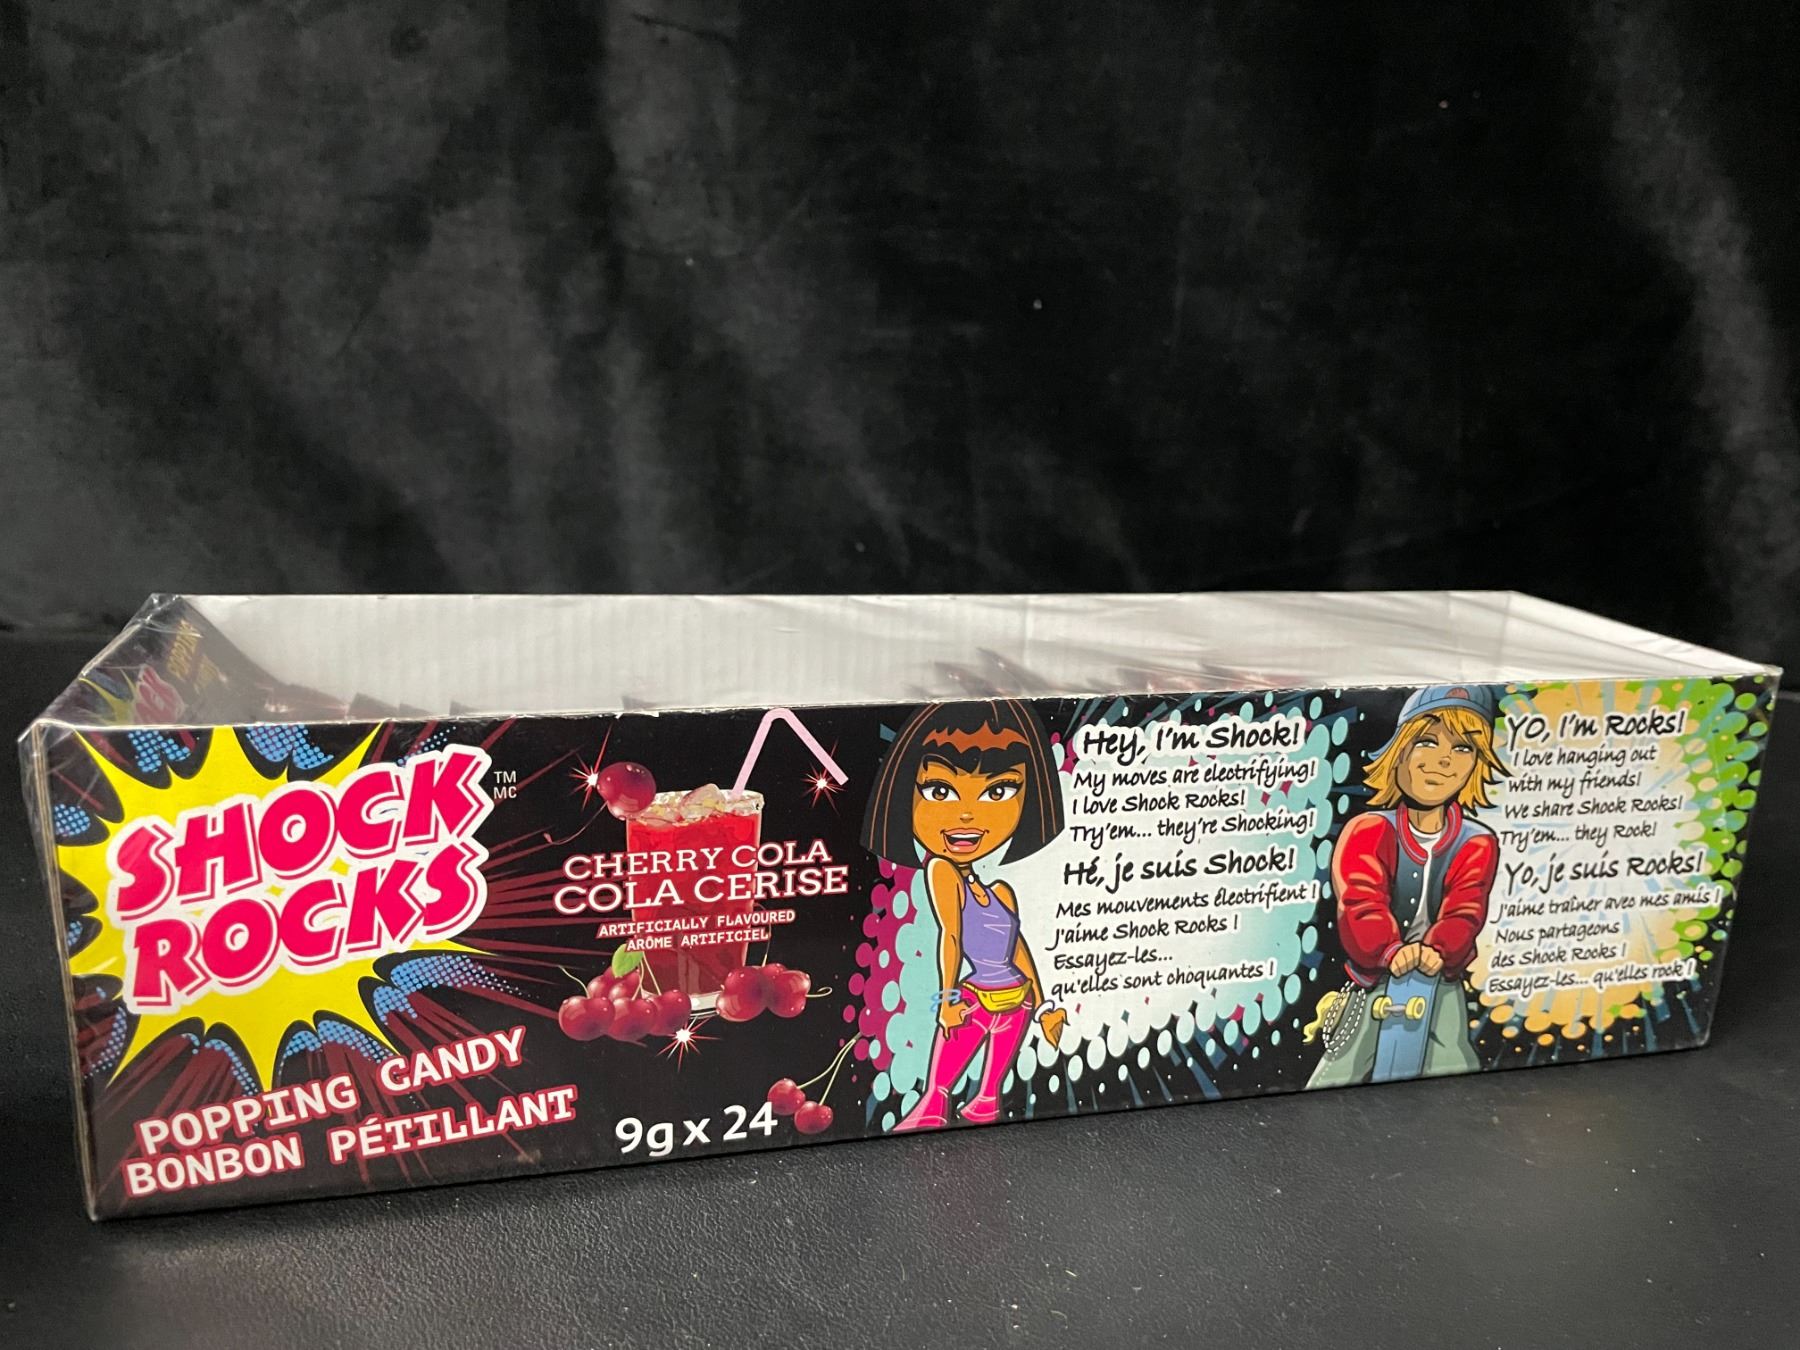 SHOCK
ROCKS
TM
MC
POPPING CANDY
BONBON PÉTILLANT
CHERRY COLA
COLA CERISE
ARTIFICIALLY FLAVOURED
ARÔME ARTIFICIEL
9g x 24
Hey, I'm Shock!
My moves are electrifying!
I love Shock Rocks!
Try'em... they're Shocking!
Hé, je suis Shock!
Mes mouvements électrifient !
J'aime Shock Rocks !
Essayez-les...
qu'elles sont choquantes !
YO, I'm Rocks!
I love hanging out
with my friends!
We share Shock Rocks!
Try'em... they Rock!
Yo, je suis Rocks!
J'aime traîner avec mes amis !
Nous partageons
des Shock Rocks !
Essayez-les... qu'elles rock !
POPPING